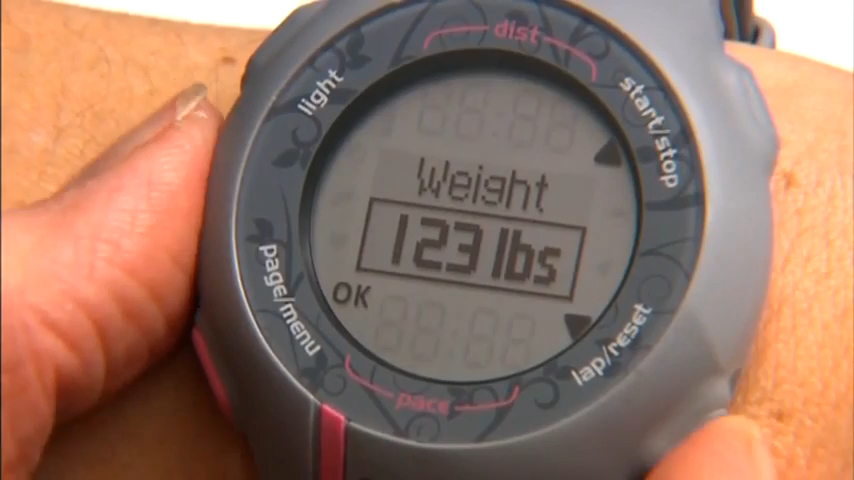 dist
light
start/stop
Weight
123 lbs
OK
page/menu
lap/reset
pace